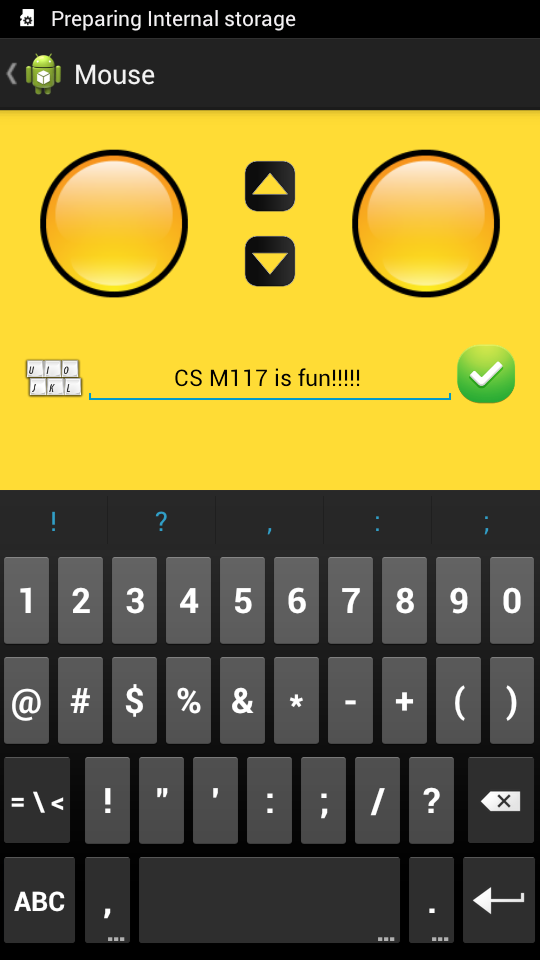 Preparing Internal storage
Mouse
U I O
J K L
CS M117 is fun!!!!!
! ? , : ;
1 2 3 4 5 6 7 8 9 0
@ # $ % & * - + ( )
= \ < ! " ' : ; / ?
ABC , ... ... . ...